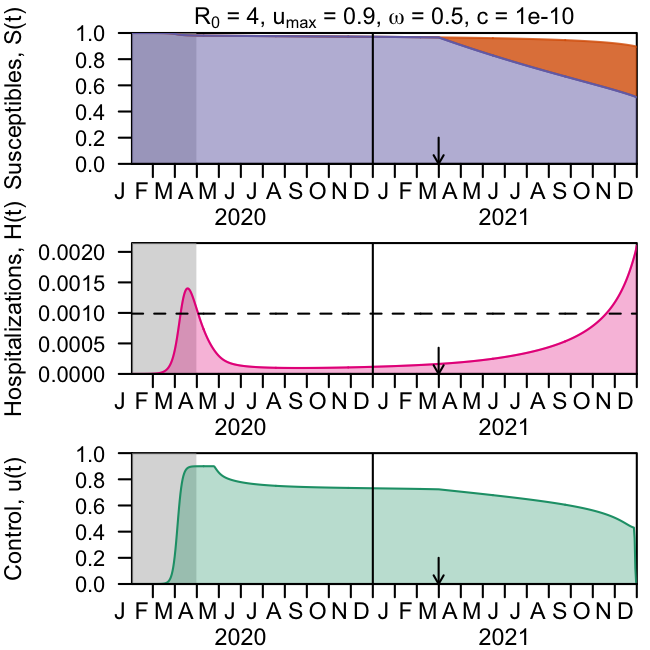 R₀ = 4, uₘₐₓ = 0.9, ω = 0.5, c = 1e-10
Susceptibles, S(t)
1.0
0.8
0.6
0.4
0.2
0.0
J F M A M J J A S O N D J F M A M J J A S O N D
2020 2021
Hospitalizations, H(t)
0.0020
0.0015
0.0010
0.0005
0.0000
J F M A M J J A S O N D J F M A M J J A S O N D
2020 2021
Control, u(t)
1.0
0.8
0.6
0.4
0.2
0.0
J F M A M J J A S O N D J F M A M J J A S O N D
2020 2021